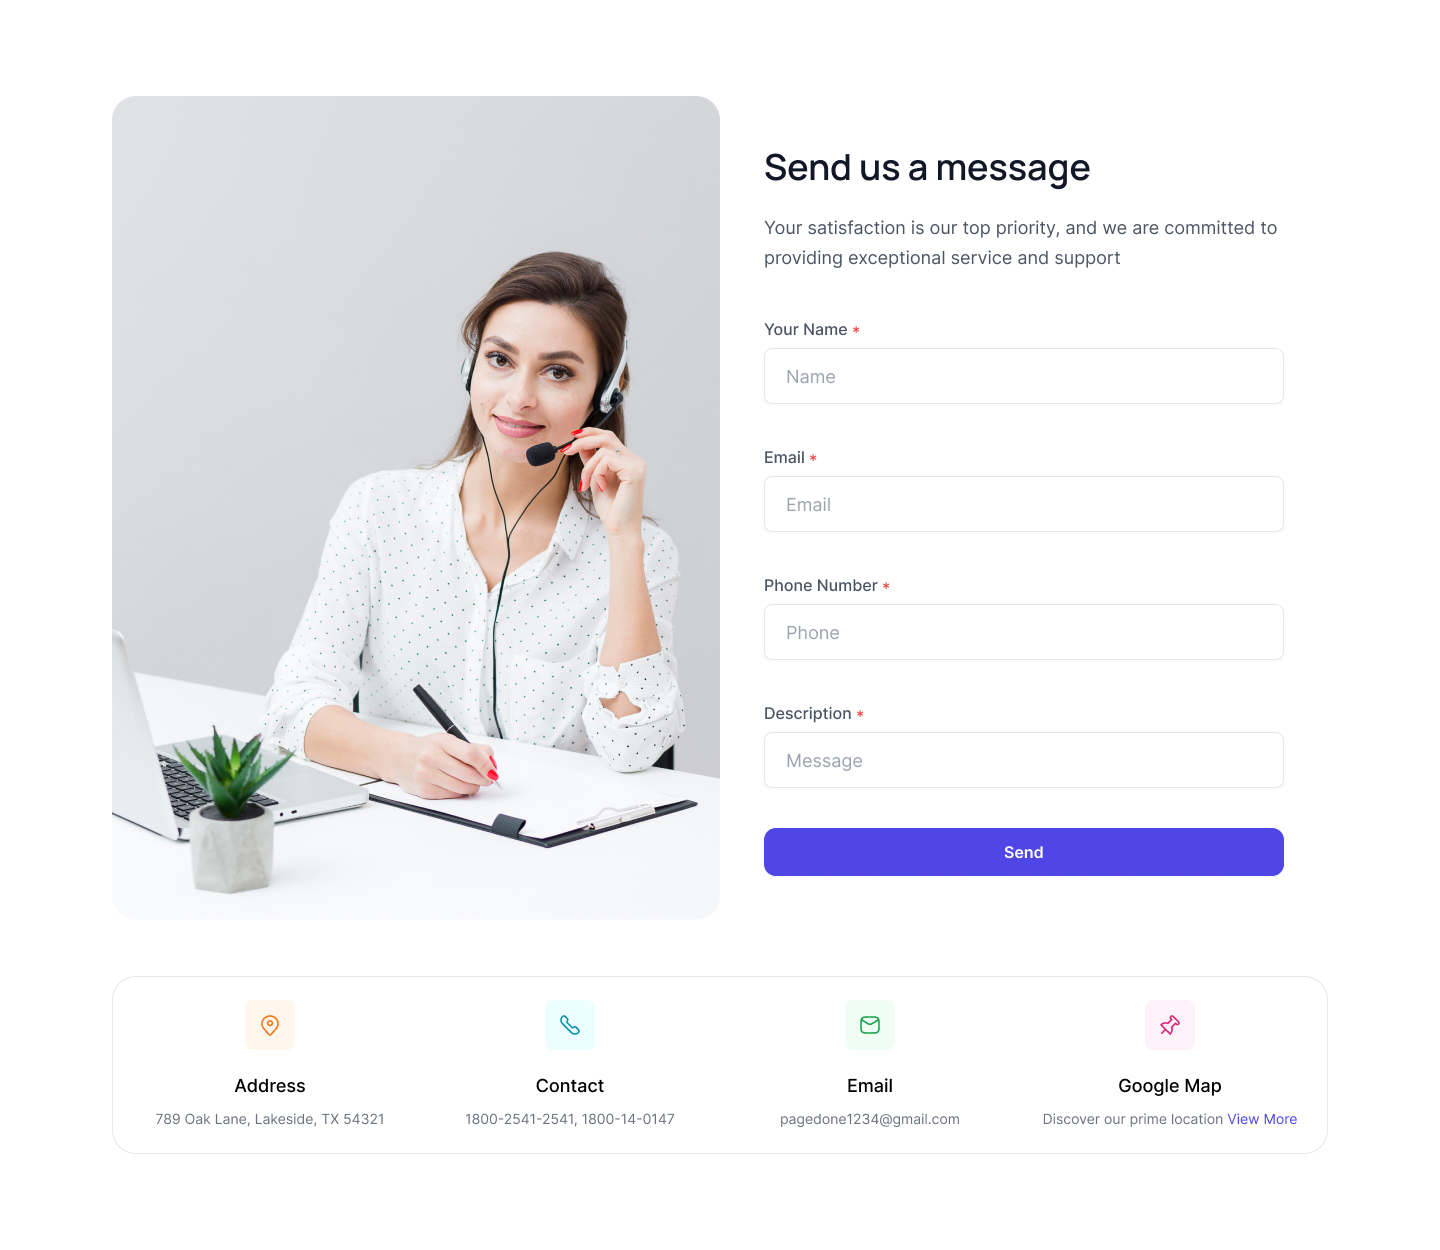 Send us a message
Your satisfaction is our top priority, and we are committed to
providing exceptional service and support
Your Name *
Name
Email *
Email
Phone Number *
Phone
Description *
Message
Send
Address
789 Oak Lane, Lakeside, TX 54321
Contact
1800-2541-2541, 1800-14-0147
Email
pagedone1234@gmail.com
Google Map
Discover our prime location View More